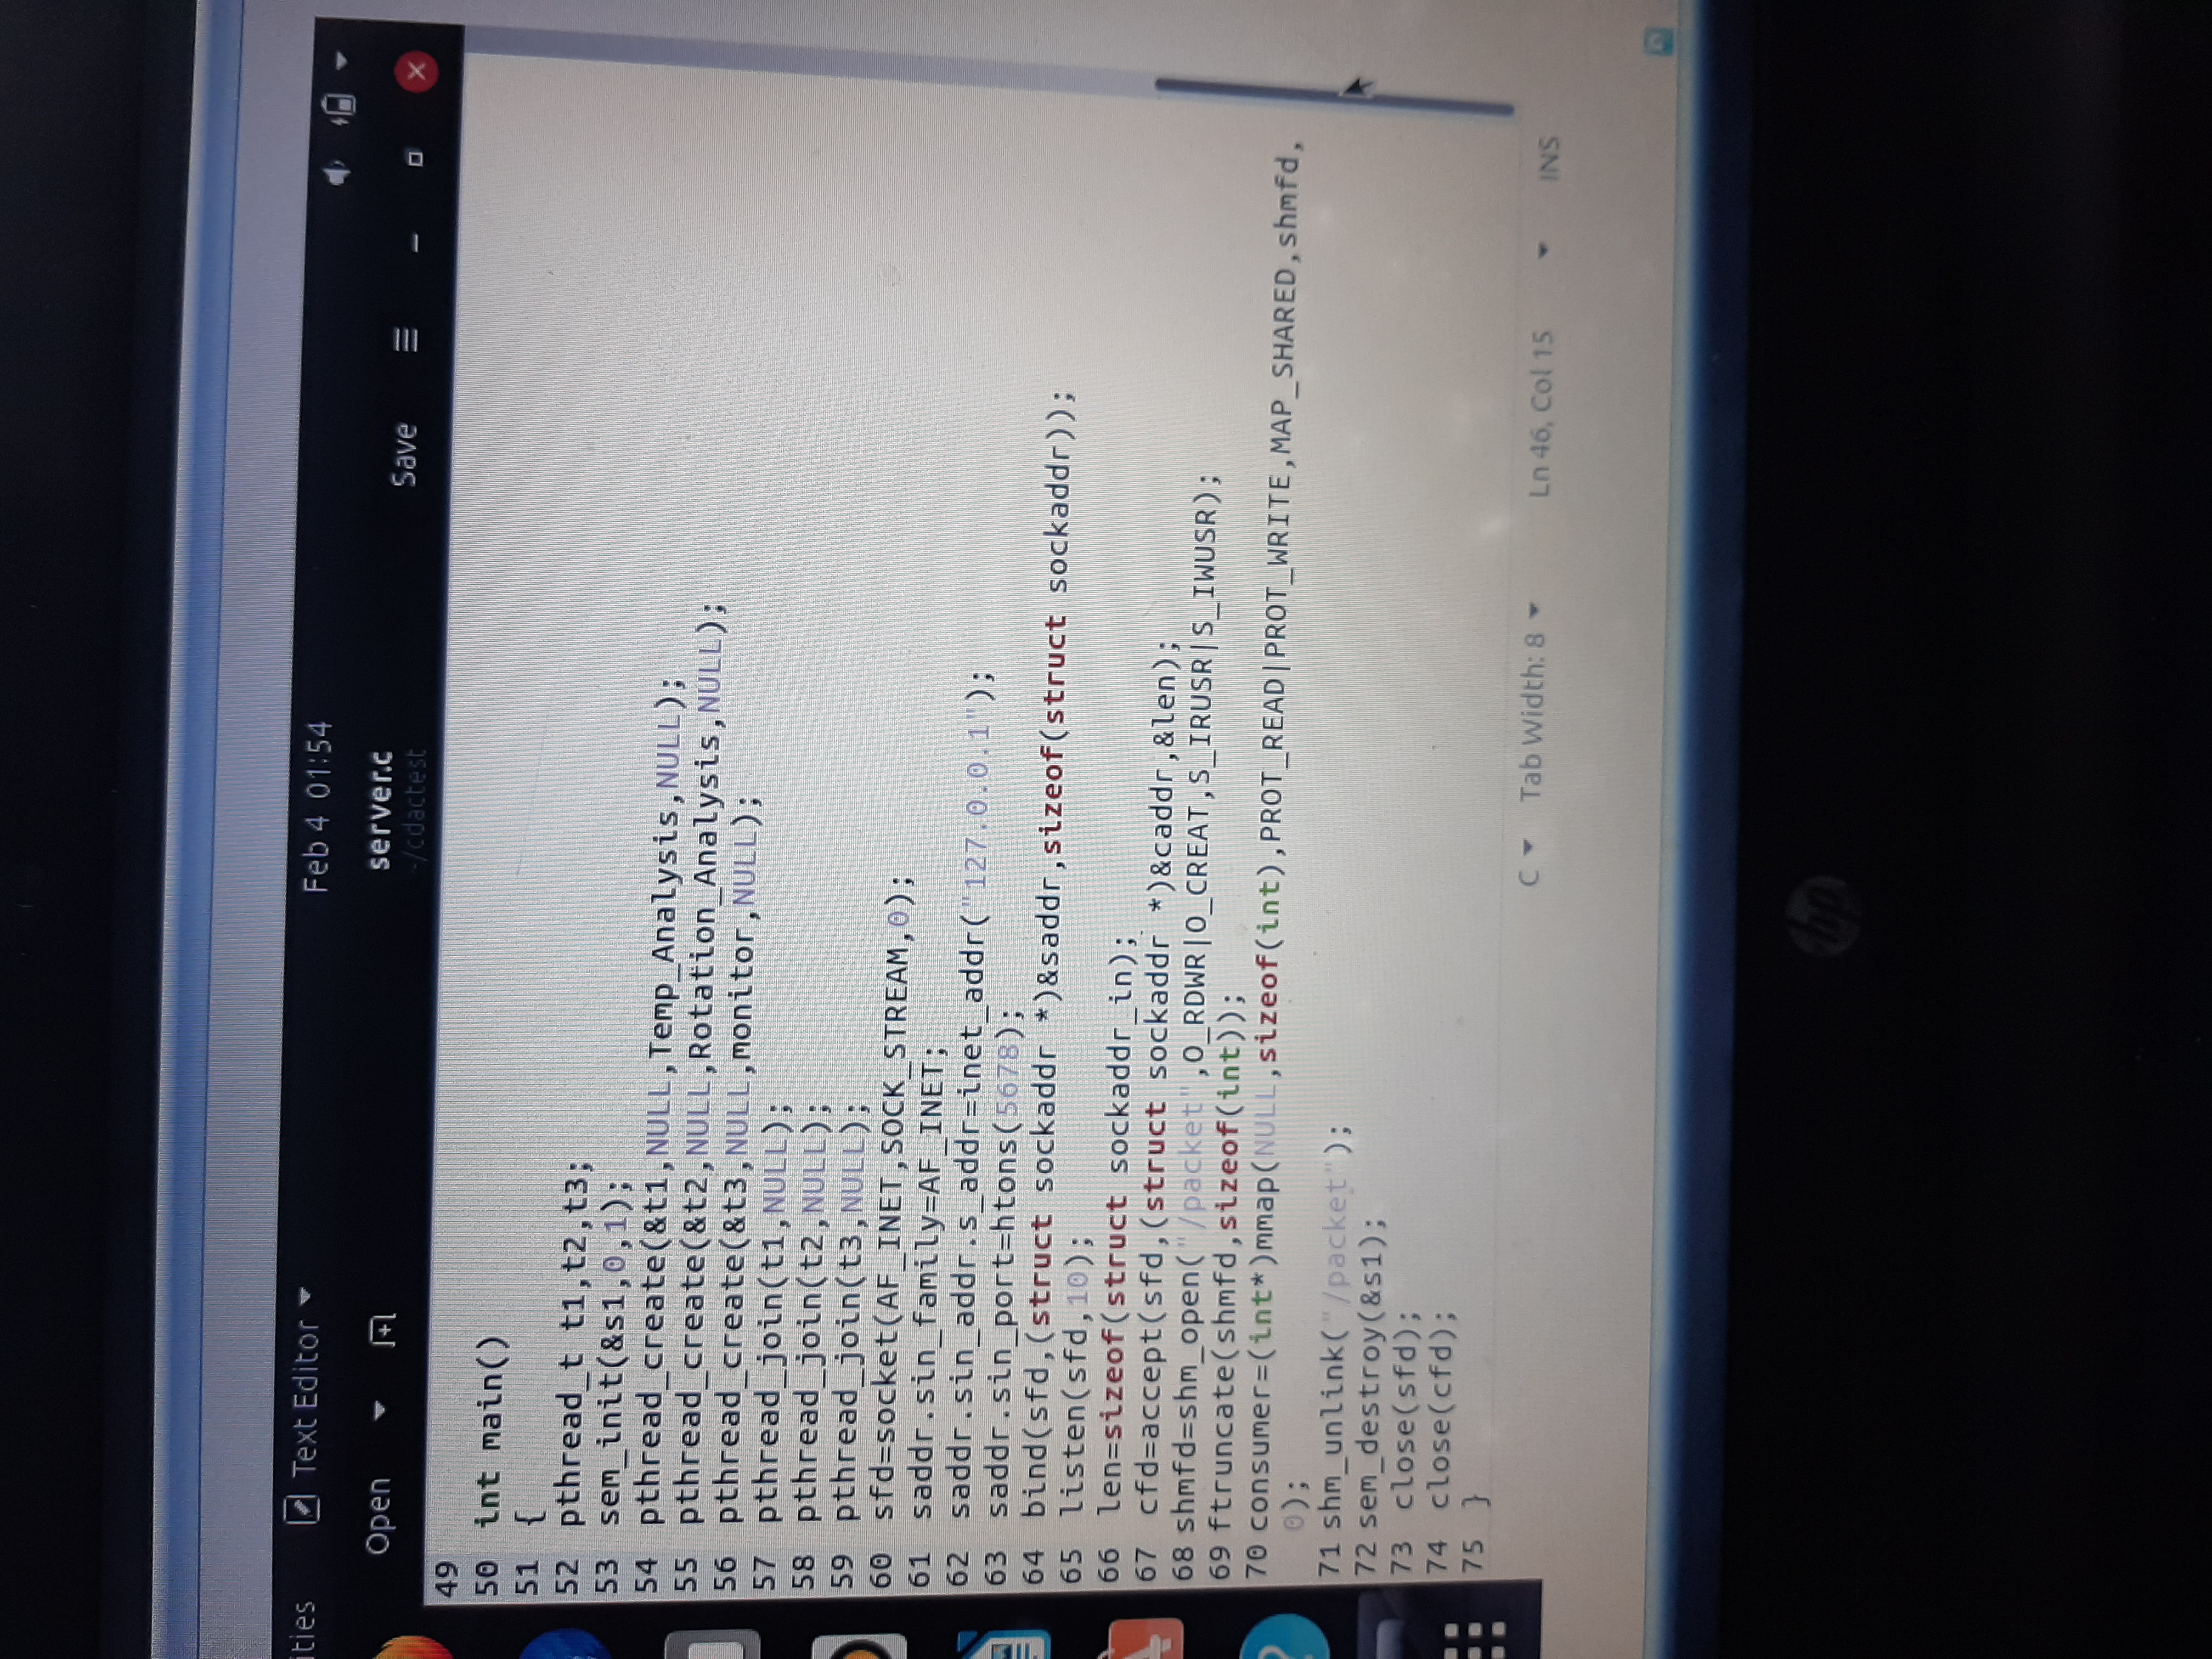 ities Text Editor Feb 4 01:54
Open server.c Save
~/cdactest
49
50 int main()
51 {
52 pthread_t t1,t2,t3;
53 sem_init(&s1,0,1);
54 pthread_create(&t1,NULL,Temp_Analysis,NULL);
55 pthread_create(&t2,NULL,Rotation_Analysis,NULL);
56 pthread_create(&t3,NULL,monitor,NULL);
57 pthread_join(t1,NULL);
58 pthread_join(t2,NULL);
59 pthread_join(t3,NULL);
60 sfd=socket(AF_INET,SOCK_STREAM,0);
61 saddr.sin_family=AF_INET;
62 saddr.sin_addr.s_addr=inet_addr("127.0.0.1");
63 saddr.sin_port=htons(5678);
64 bind(sfd,(struct sockaddr *)&saddr,sizeof(struct sockaddr));
65 listen(sfd,10);
66 len=sizeof(struct sockaddr_in);
67 cfd=accept(sfd,(struct sockaddr *)&caddr,&len);
68 shmfd=shm_open("/packet",O_RDWR|O_CREAT,S_IRUSR|S_IWUSR);
69 ftruncate(shmfd,sizeof(int));
70 consumer=(int*)mmap(NULL,sizeof(int),PROT_READ|PROT_WRITE,MAP_SHARED,shmfd,
0);
71 shm_unlink("/packet");
72 sem_destroy(&s1);
73 close(sfd);
74 close(cfd);
75 }
C Tab Width: 8 Ln 46, Col 15 INS
hp